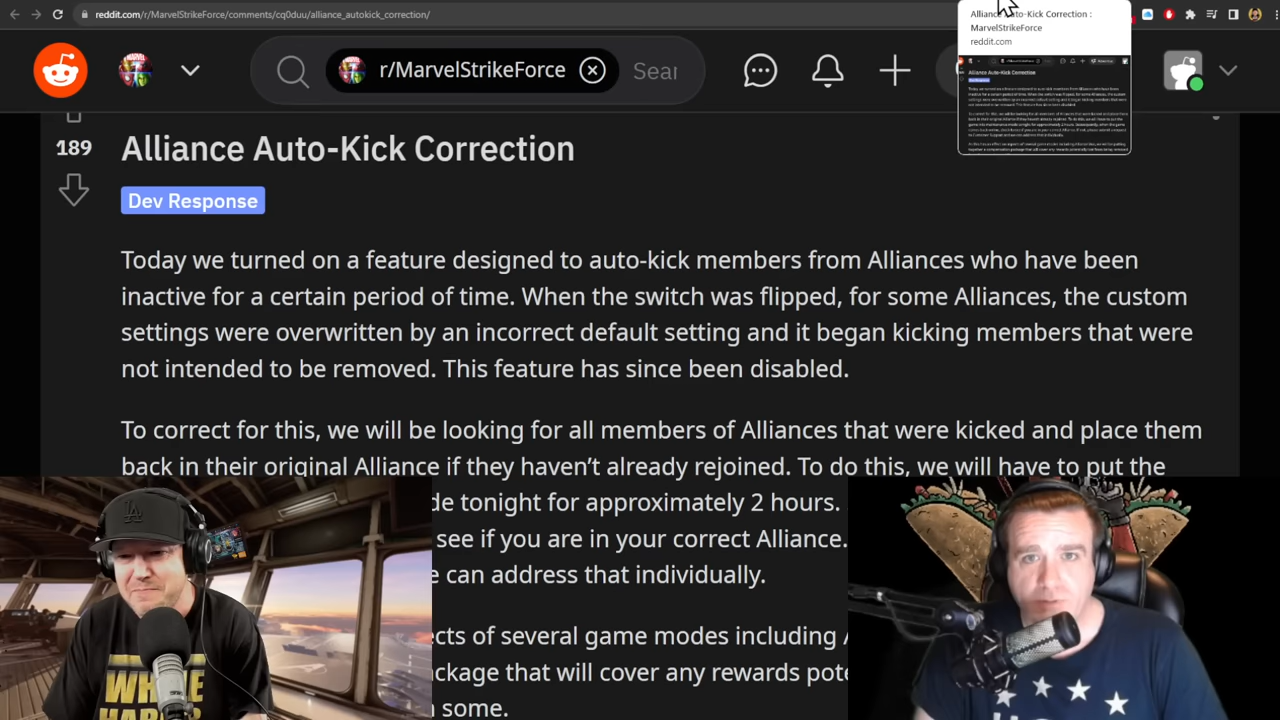 reddit.com/r/MarvelStrikeForce/comments/cq0duu/alliance_autokick_correction/
Alliance Auto-Kick Correction :
MarvelStrikeForce
reddit.com
r/MarvelStrikeForce
Sear
Alliance Auto-Kick Correction
189
Alliance Auto-Kick Correction
Dev Response
Today we turned on a feature designed to auto-kick members from Alliances who have been
inactive for a certain period of time. When the switch was flipped, for some Alliances, the custom
settings were overwritten by an incorrect default setting and it began kicking members that were
not intended to be removed. This feature has since been disabled.
To correct for this, we will be looking for all members of Alliances that were kicked and place them
back in their original Alliance if they haven't already rejoined. To do this, we will have to put the
de tonight for approximately 2 hours.
see if you are in your correct Alliance.
e can address that individually.
cts of several game modes including A
ckage that will cover any rewards pote
some.
LA
WHITE